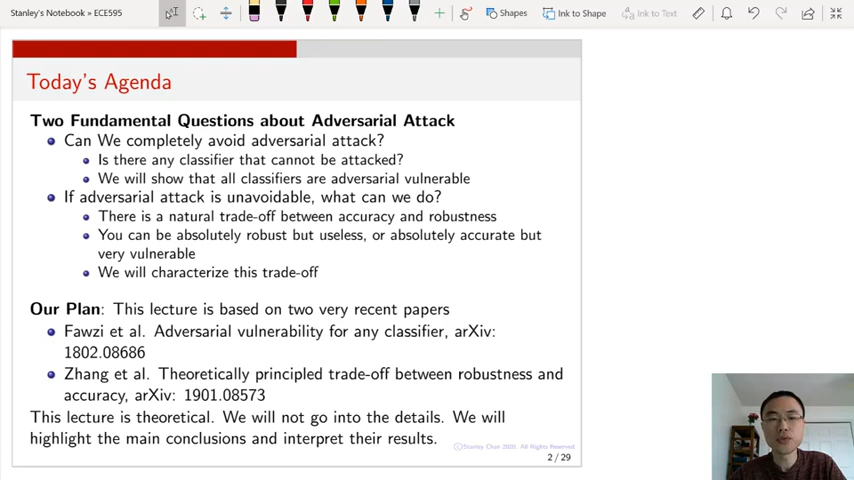 Stanley's Notebook » ECE595
Shapes
Ink to Shape
Ink to Text
Today's Agenda
Two Fundamental Questions about Adversarial Attack
Can We completely avoid adversarial attack?
Is there any classifier that cannot be attacked?
We will show that all classifiers are adversarial vulnerable
If adversarial attack is unavoidable, what can we do?
There is a natural trade-off between accuracy and robustness
You can be absolutely robust but useless, or absolutely accurate but
very vulnerable
We will characterize this trade-off
Our Plan: This lecture is based on two very recent papers
Fawzi et al. Adversarial vulnerability for any classifier, arXiv:
1802.08686
Zhang et al. Theoretically principled trade-off between robustness and
accuracy, arXiv: 1901.08573
This lecture is theoretical. We will not go into the details. We will
highlight the main conclusions and interpret their results.
©Stanley Chan 2020. All Rights Reserved.
2 / 29